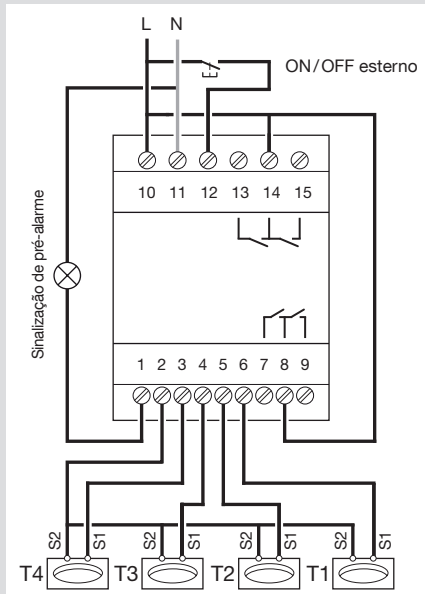 L N
ON/OFF esterno
10 11 12 13 14 15
Sinalização de pré-alarme
1 2 3 4 5 6 7 8 9
S2 S1 S2 S1 S2 S1 S2 S1
T4 T3 T2 T1